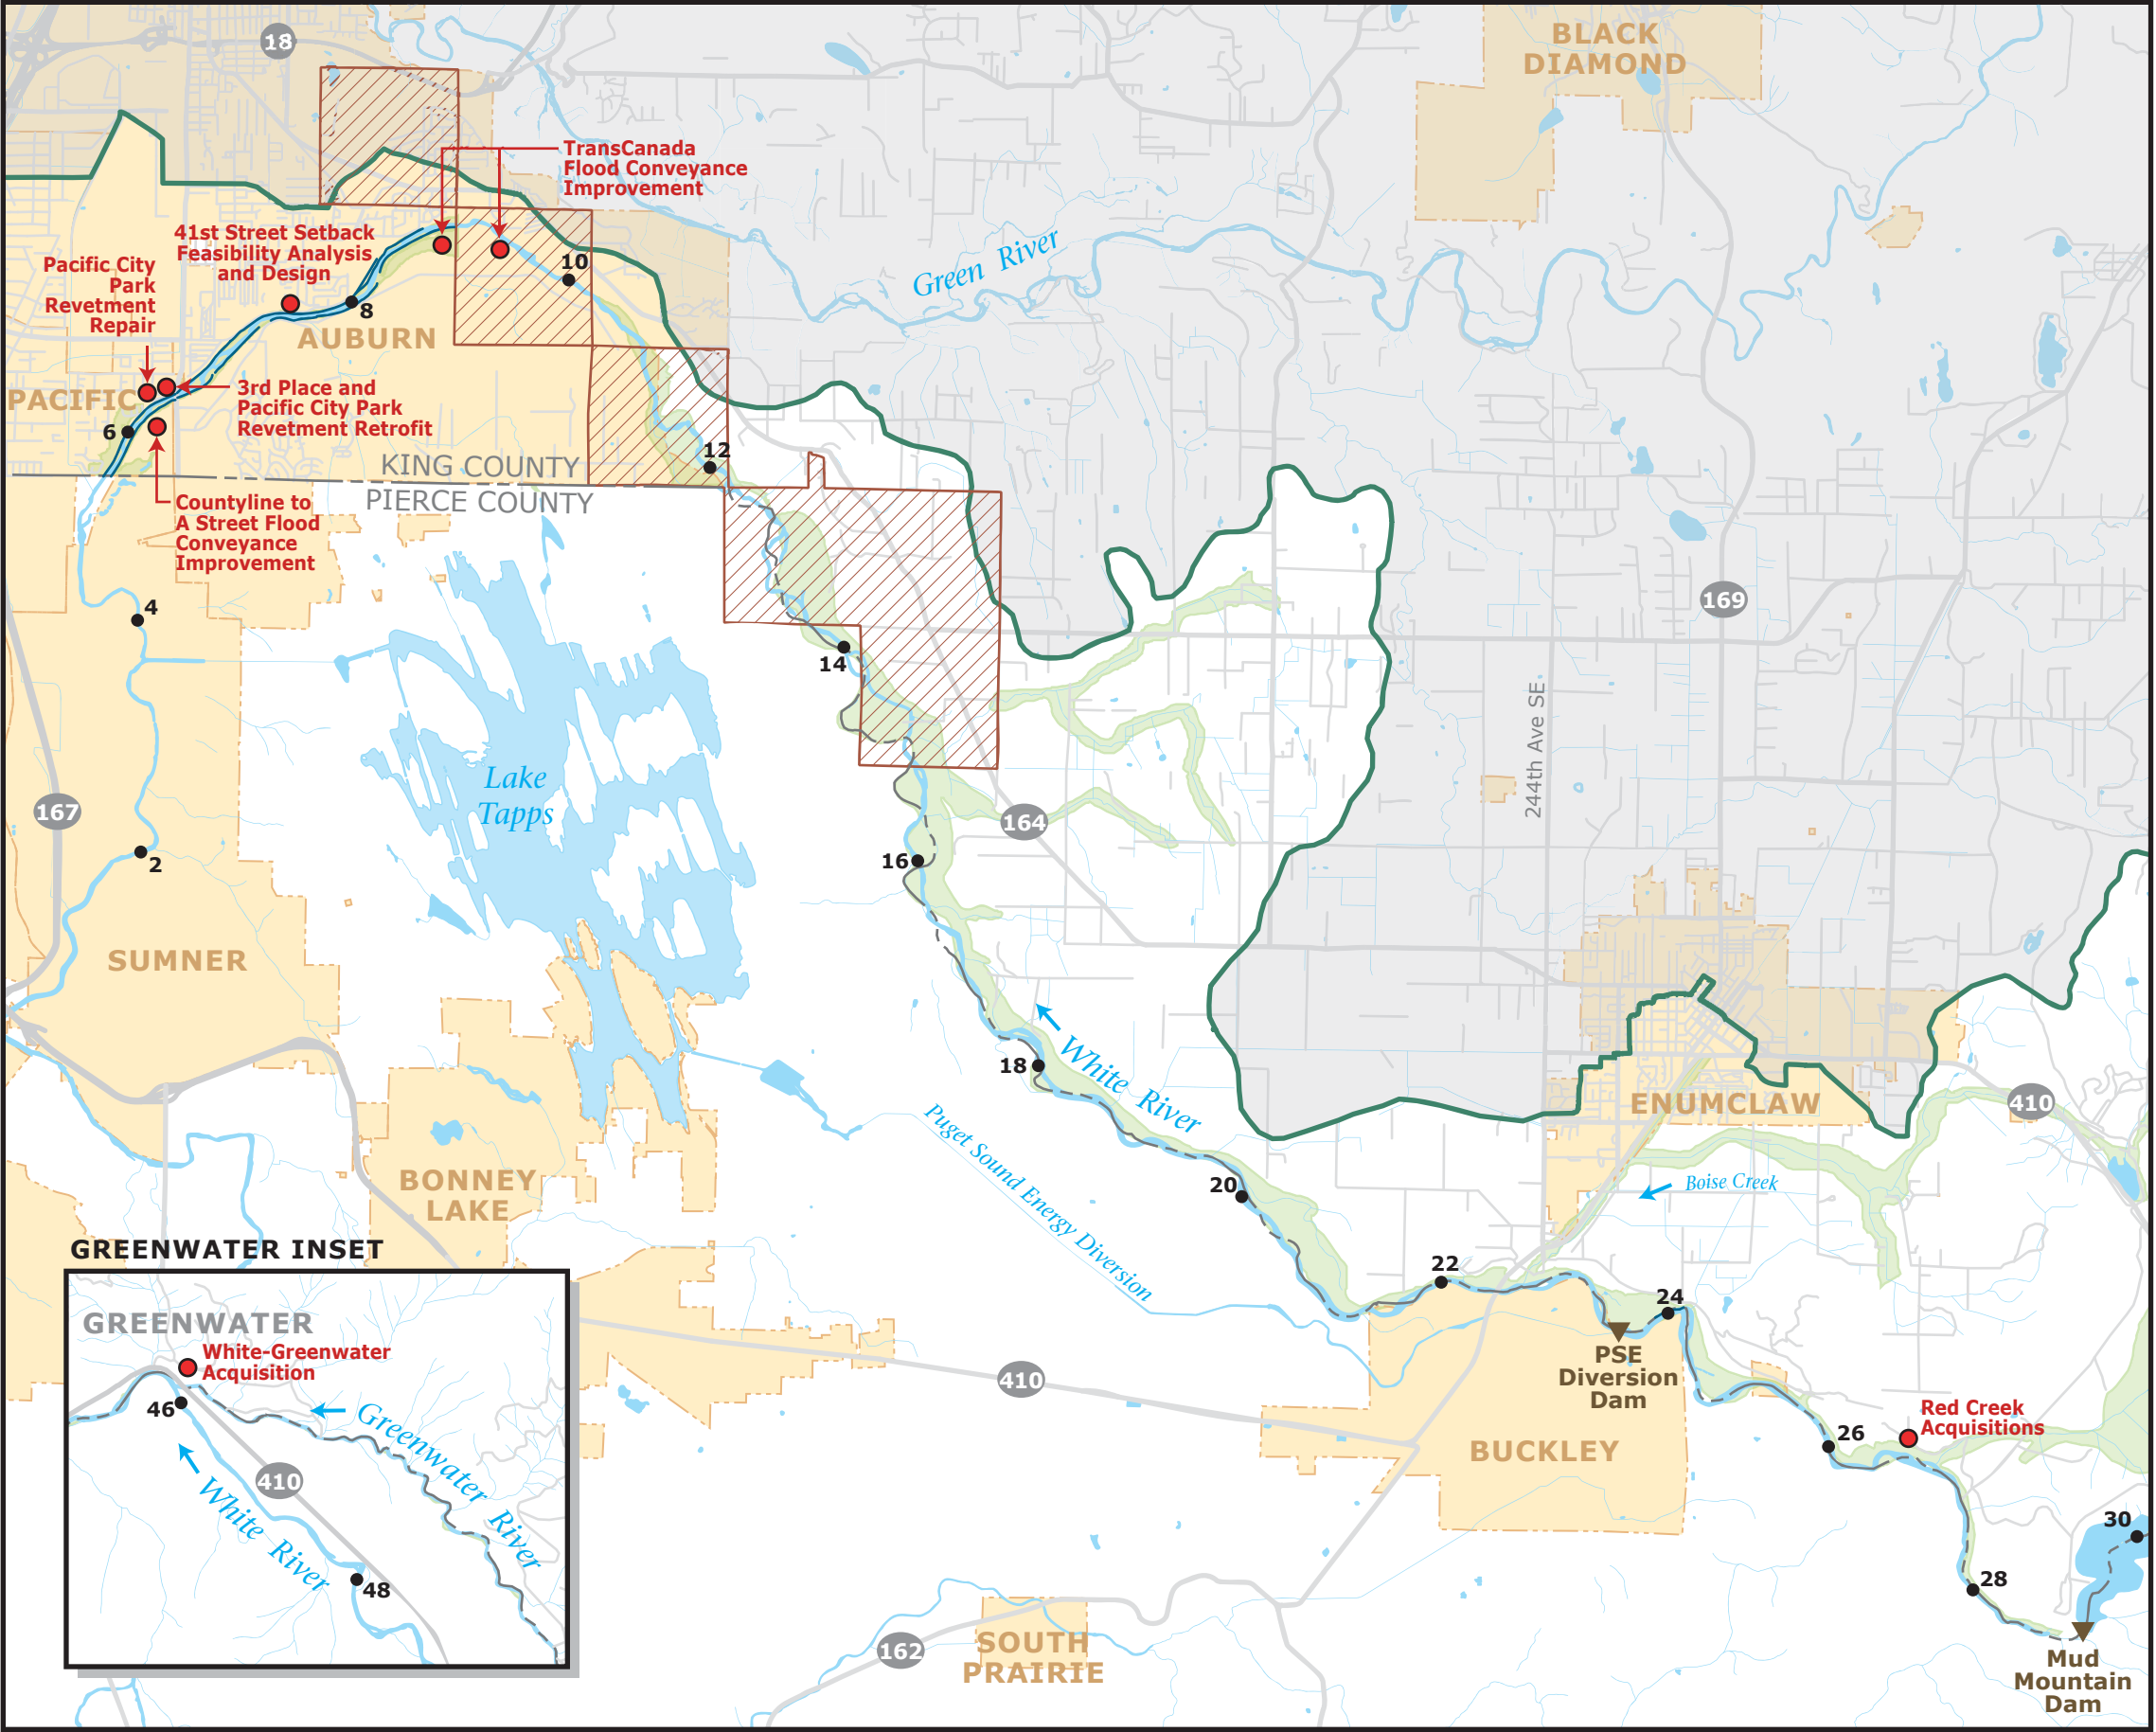 18
BLACK
DIAMOND
TransCanada
Flood Conveyance
Improvement
41st Street Setback
Feasibility Analysis
and Design
Pacific City
Park
Revetment
Repair
10
8
Green River
AUBURN
PACIFIC
3rd Place and
Pacific City Park
Revetment Retrofit
6
12
KING COUNTY
PIERCE COUNTY
Countyline to
A Street Flood
Conveyance
Improvement
4
169
14
244th Ave SE
Lake
Tapps
167
164
2
16
SUMNER
18
White River
ENUMCLAW
410
Puget Sound Energy Diversion
BONNEY
LAKE
20
Boise Creek
22
24
PSE
Diversion
Dam
410
BUCKLEY
26
Red Creek
Acquisitions
30
28
Mud
Mountain
Dam
162
SOUTH
PRAIRIE
GREENWATER INSET
GREENWATER
White-Greenwater
Acquisition
46
Greenwater River
410
White River
48